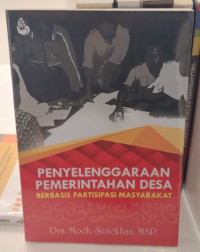 PENYELENGGARAAN
PEMERINTAHAN DESA
BERBASIS PARTISIPASI MASYARAKAT
Drs. Moch. Solekhan, MAP.